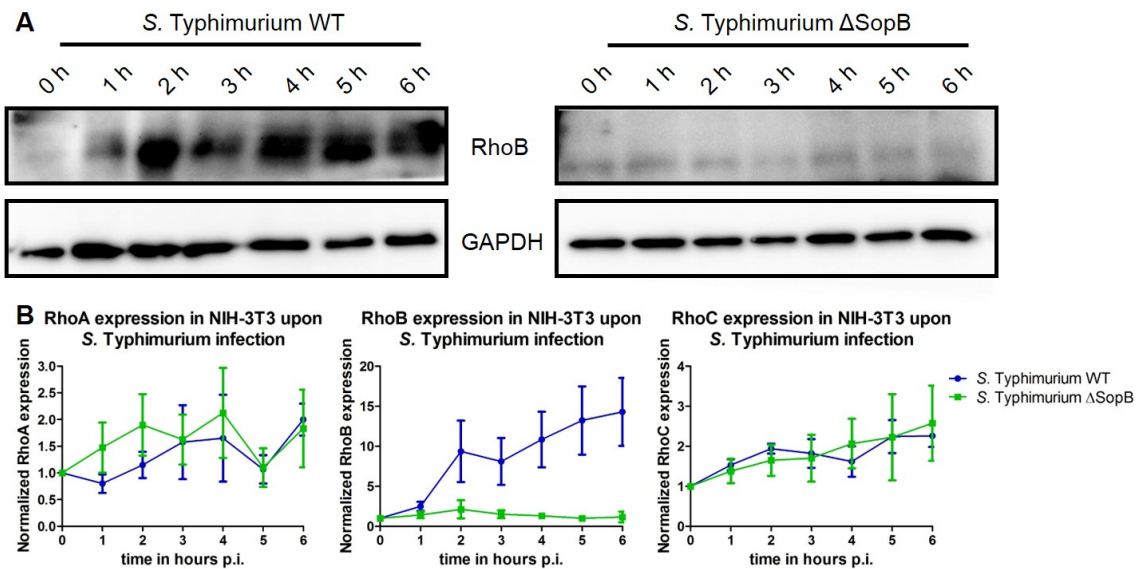 A
S. Typhimurium WT
S. Typhimurium ΔSopB
0 h 1 h 2 h 3 h 4 h 5 h 6 h
0 h 1 h 2 h 3 h 4 h 5 h 6 h
RhoB
GAPDH
B
RhoA expression in NIH-3T3 upon
S. Typhimurium infection
Normalized RhoA expression
3.0
2.5
2.0
1.5
1.0
0.5
0.0
0 1 2 3 4 5 6
time in hours p.i.
RhoB expression in NIH-3T3 upon
S. Typhimurium infection
Normalized RhoB expression
20
15
10
5
0
0 1 2 3 4 5 6
time in hours p.i.
RhoC expression in NIH-3T3 upon
S. Typhimurium infection
Normalized RhoC expression
4
3
2
1
0
0 1 2 3 4 5 6
time in hours p.i.
S. Typhimurium WT
S. Typhimurium ΔSopB